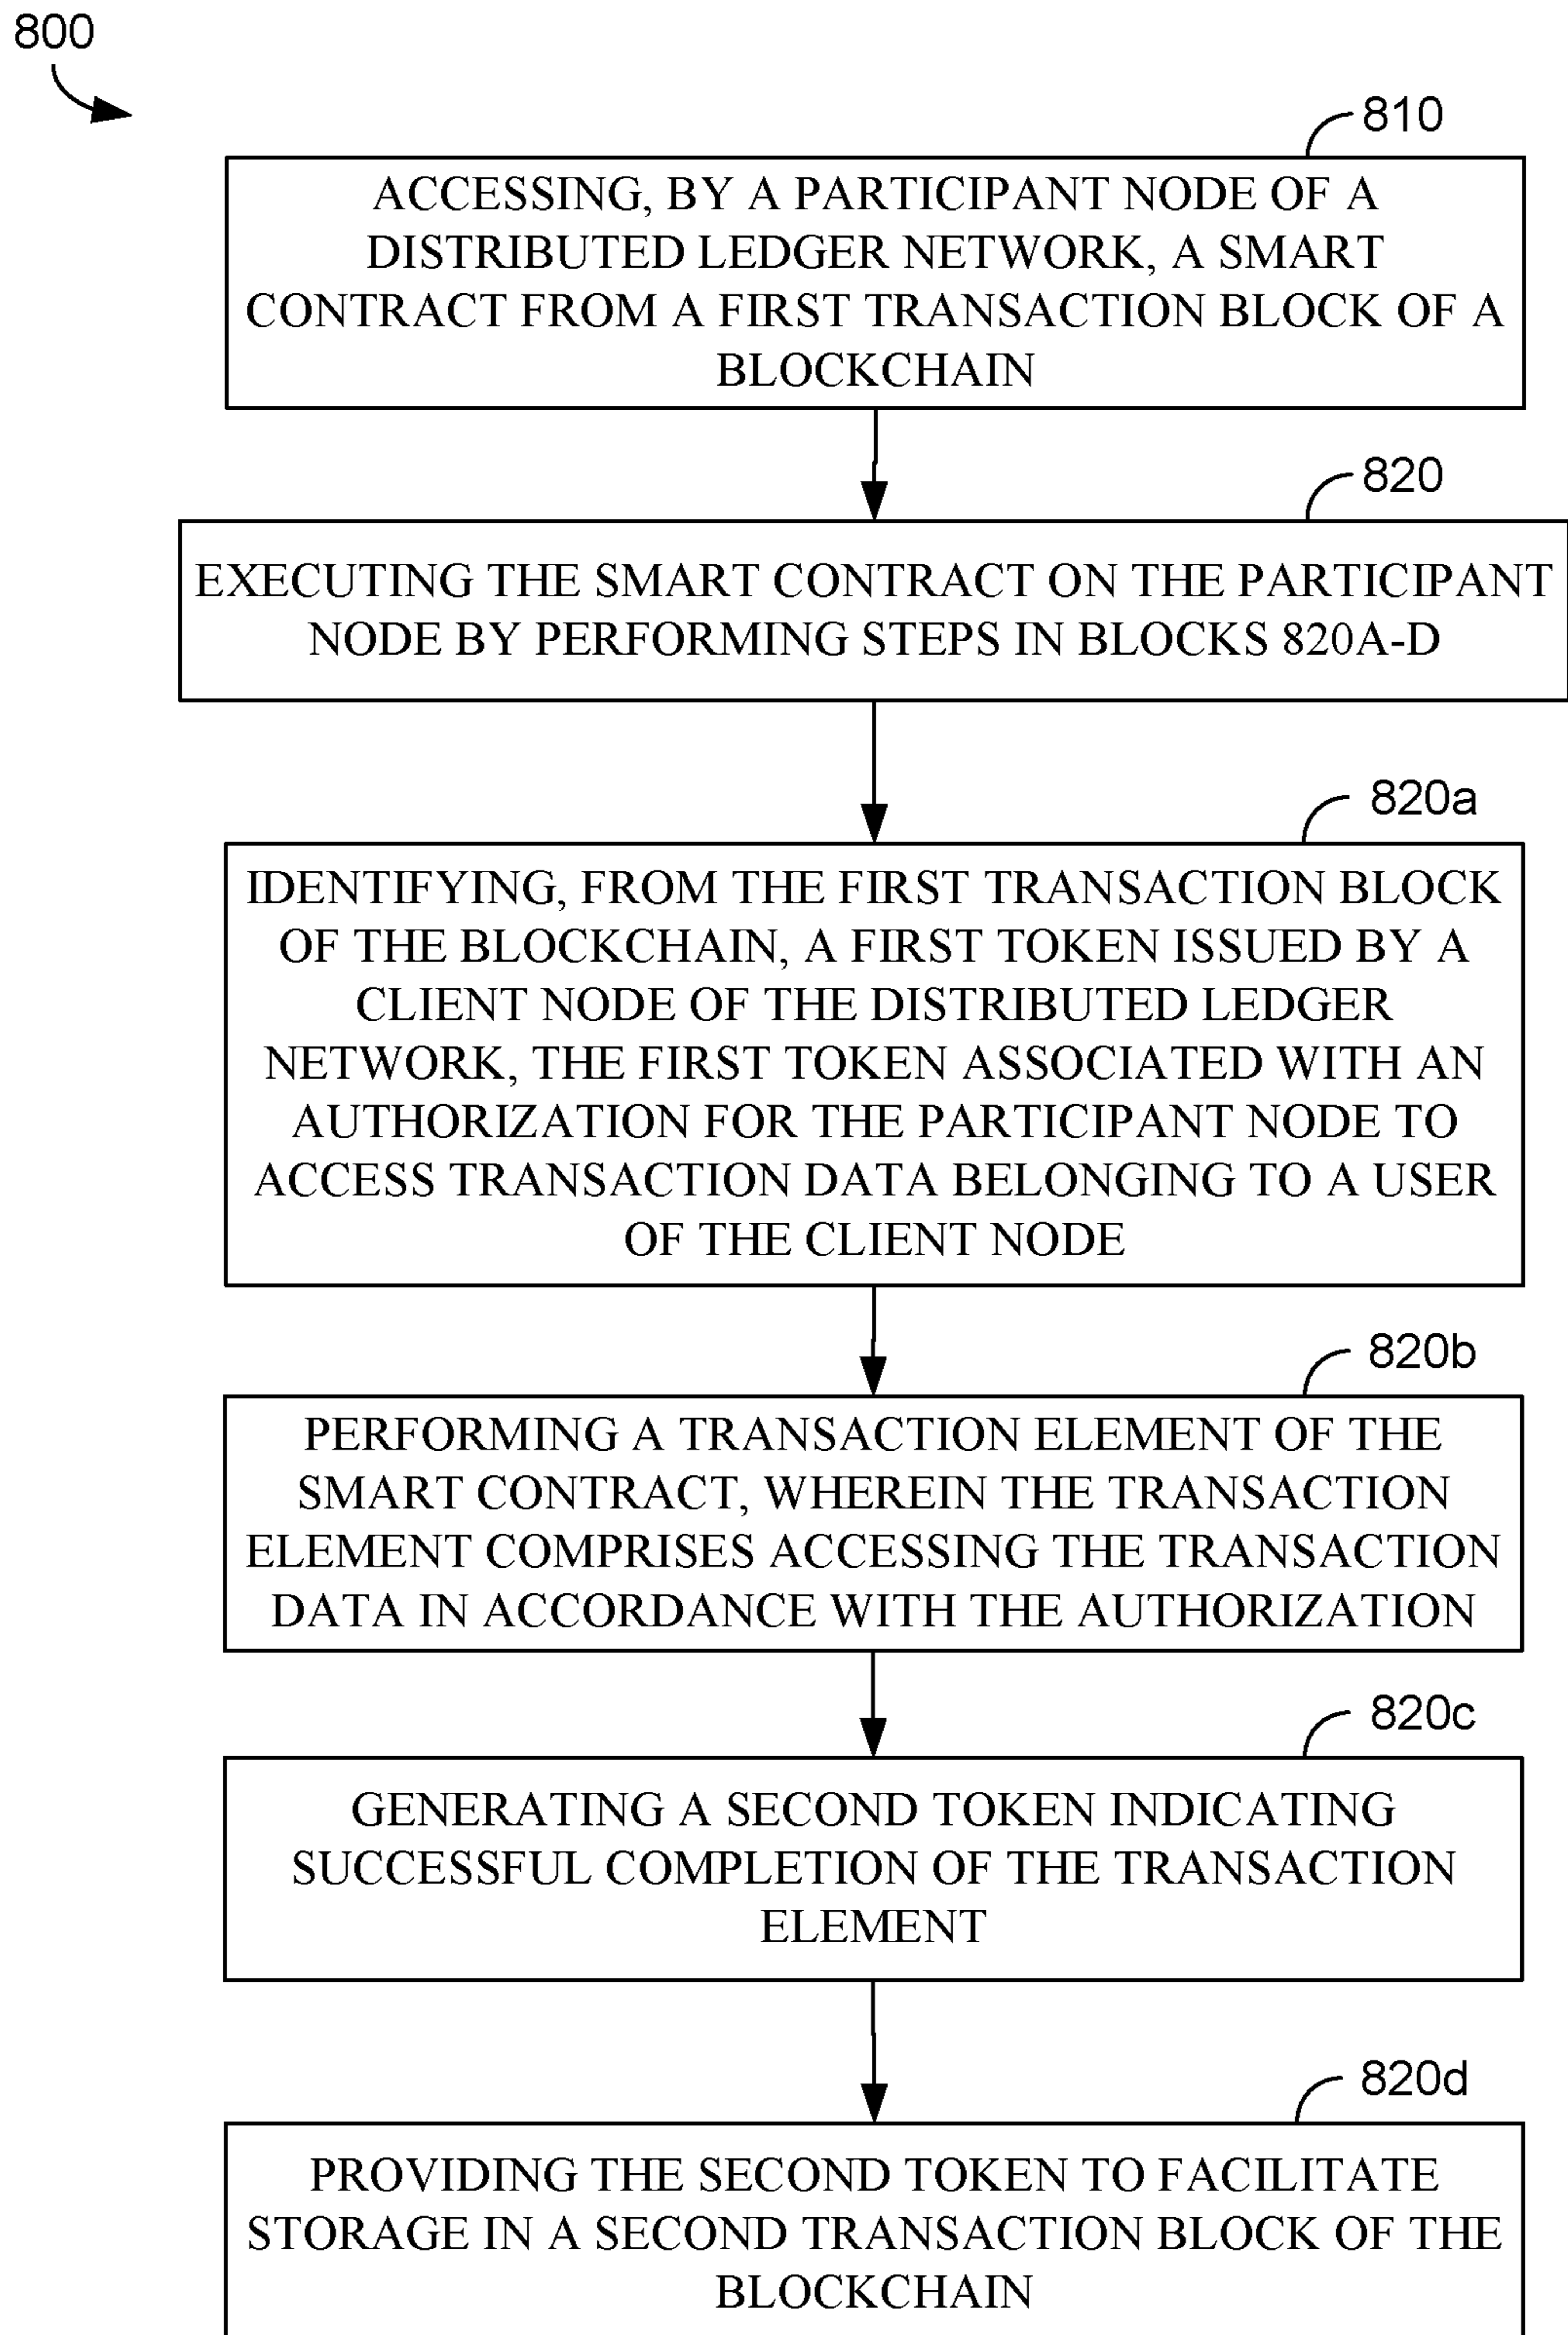 800
810
ACCESSING, BY A PARTICIPANT NODE OF A
DISTRIBUTED LEDGER NETWORK, A SMART
CONTRACT FROM A FIRST TRANSACTION BLOCK OF A
BLOCKCHAIN
820
EXECUTING THE SMART CONTRACT ON THE PARTICIPANT
NODE BY PERFORMING STEPS IN BLOCKS 820A-D
820a
IDENTIFYING, FROM THE FIRST TRANSACTION BLOCK
OF THE BLOCKCHAIN, A FIRST TOKEN ISSUED BY A
CLIENT NODE OF THE DISTRIBUTED LEDGER
NETWORK, THE FIRST TOKEN ASSOCIATED WITH AN
AUTHORIZATION FOR THE PARTICIPANT NODE TO
ACCESS TRANSACTION DATA BELONGING TO A USER
OF THE CLIENT NODE
820b
PERFORMING A TRANSACTION ELEMENT OF THE
SMART CONTRACT, WHEREIN THE TRANSACTION
ELEMENT COMPRISES ACCESSING THE TRANSACTION
DATA IN ACCORDANCE WITH THE AUTHORIZATION
820c
GENERATING A SECOND TOKEN INDICATING
SUCCESSFUL COMPLETION OF THE TRANSACTION
ELEMENT
820d
PROVIDING THE SECOND TOKEN TO FACILITATE
STORAGE IN A SECOND TRANSACTION BLOCK OF THE
BLOCKCHAIN